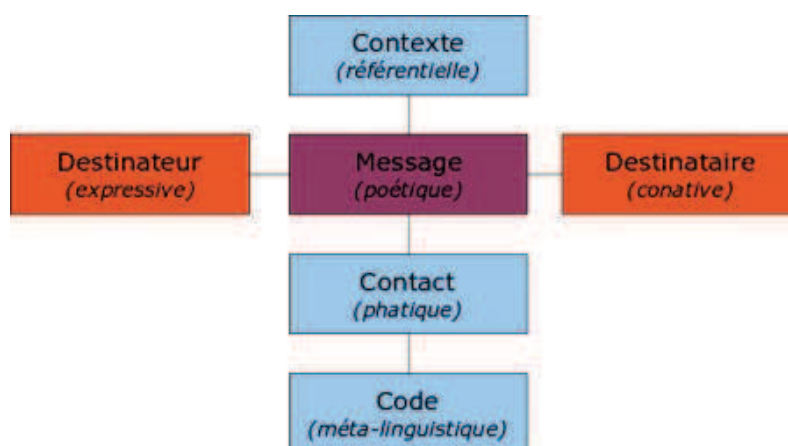 Contexte
(référentielle)
Destinateur
(expressive)
Message
(poétique)
Destinataire
(conative)
Contact
(phatique)
Code
(méta-linguistique)